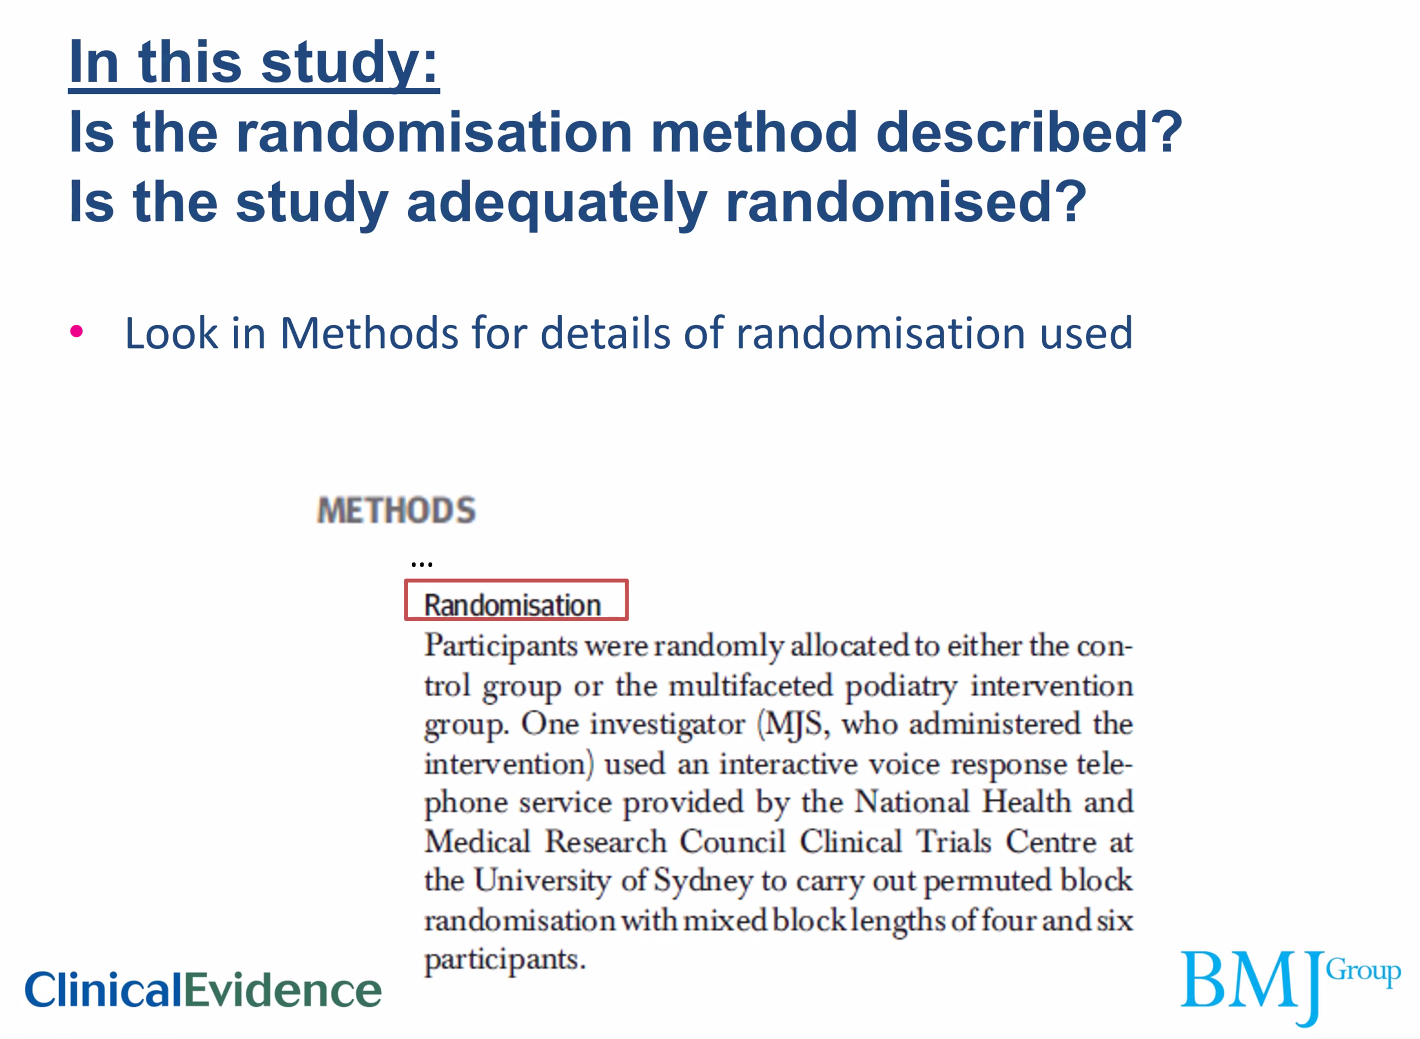 In this study:
Is the randomisation method described?
Is the study adequately randomised?
• Look in Methods for details of randomisation used
METHODS
...
Randomisation
Participants were randomly allocated to either the con-
trol group or the multifaceted podiatry intervention
group. One investigator (MJS, who administered the
intervention) used an interactive voice response tele-
phone service provided by the National Health and
Medical Research Council Clinical Trials Centre at
the University of Sydney to carry out permuted block
randomisation with mixed block lengths of four and six
participants.
ClinicalEvidence
BMJ Group